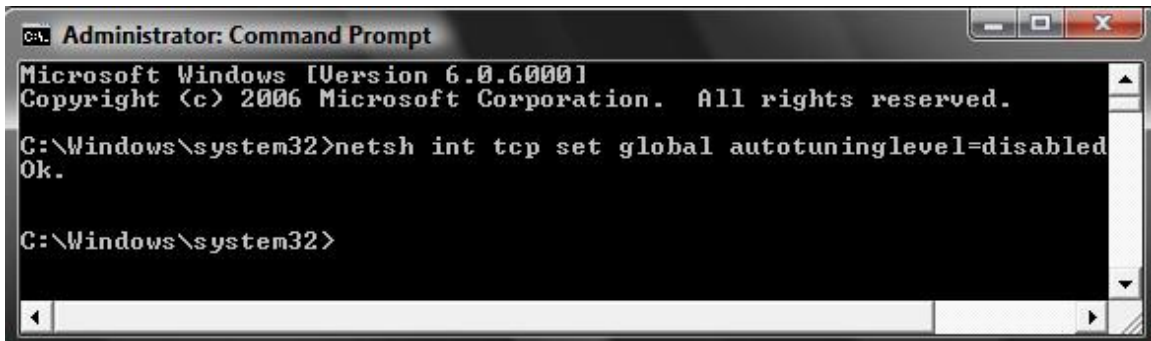 Administrator: Command Prompt
Microsoft Windows [Version 6.0.6000]
Copyright (c) 2006 Microsoft Corporation.  All rights reserved.
C:\Windows\system32>netsh int tcp set global autotuninglevel=disabled
Ok.
C:\Windows\system32>